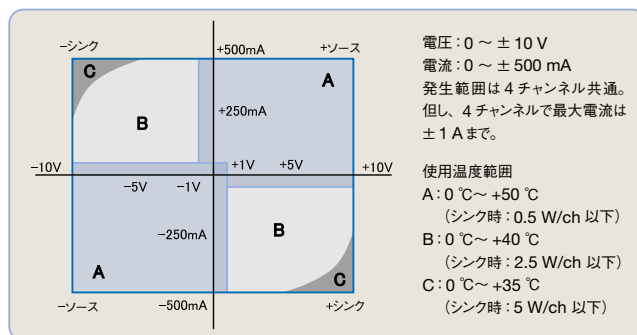 −シンク
+500mA
+ソース
C
A
B
+250mA
−10V
+1V
+5V
+10V
−5V
−1V
−250mA
B
A
C
−ソース
−500mA
+シンク
電圧：0 ～ ± 10 V
電流：0 ～ ± 500 mA
発生範囲は 4 チャンネル共通。
但し、4 チャンネルで最大電流は
± 1 A まで。
使用温度範囲
A：0 ℃～ +50 ℃
（シンク時：0.5 W/ch 以下）
B：0 ℃～ +40 ℃
（シンク時：2.5 W/ch 以下）
C：0 ℃～ +35 ℃
（シンク時：5 W/ch 以下）